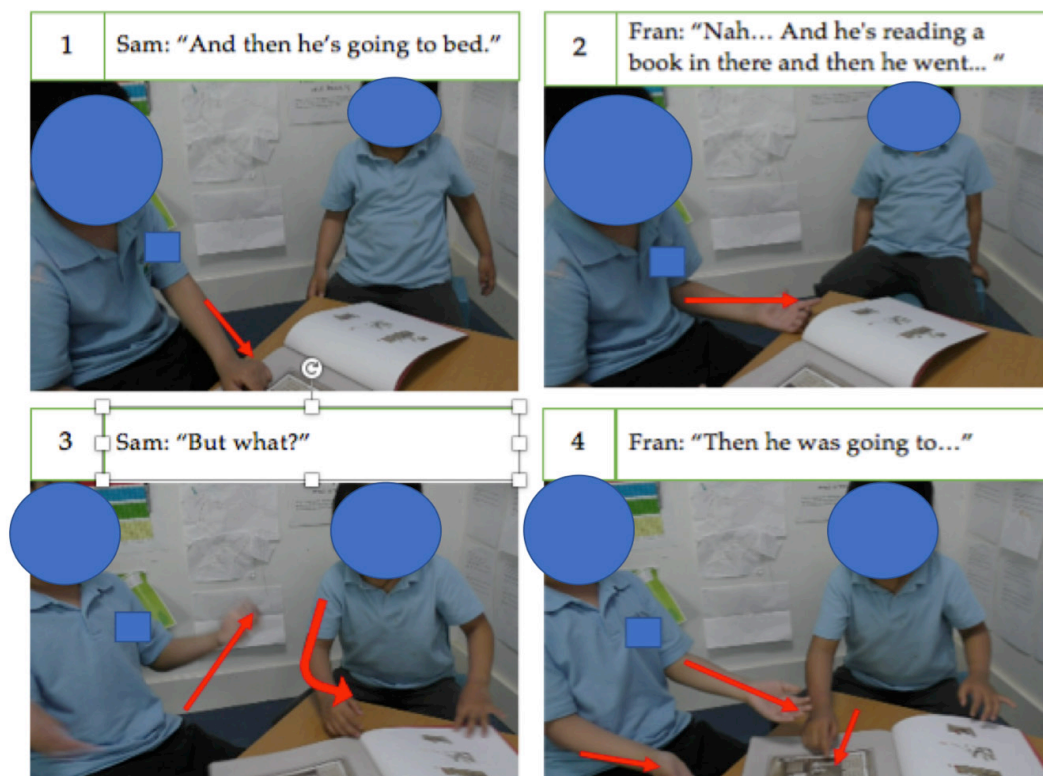 1
Sam: “And then he’s going to bed.”
2
Fran: “Nah… And he's reading a
book in there and then he went... “
3
Sam: “But what?”
4
Fran: “Then he was going to…”